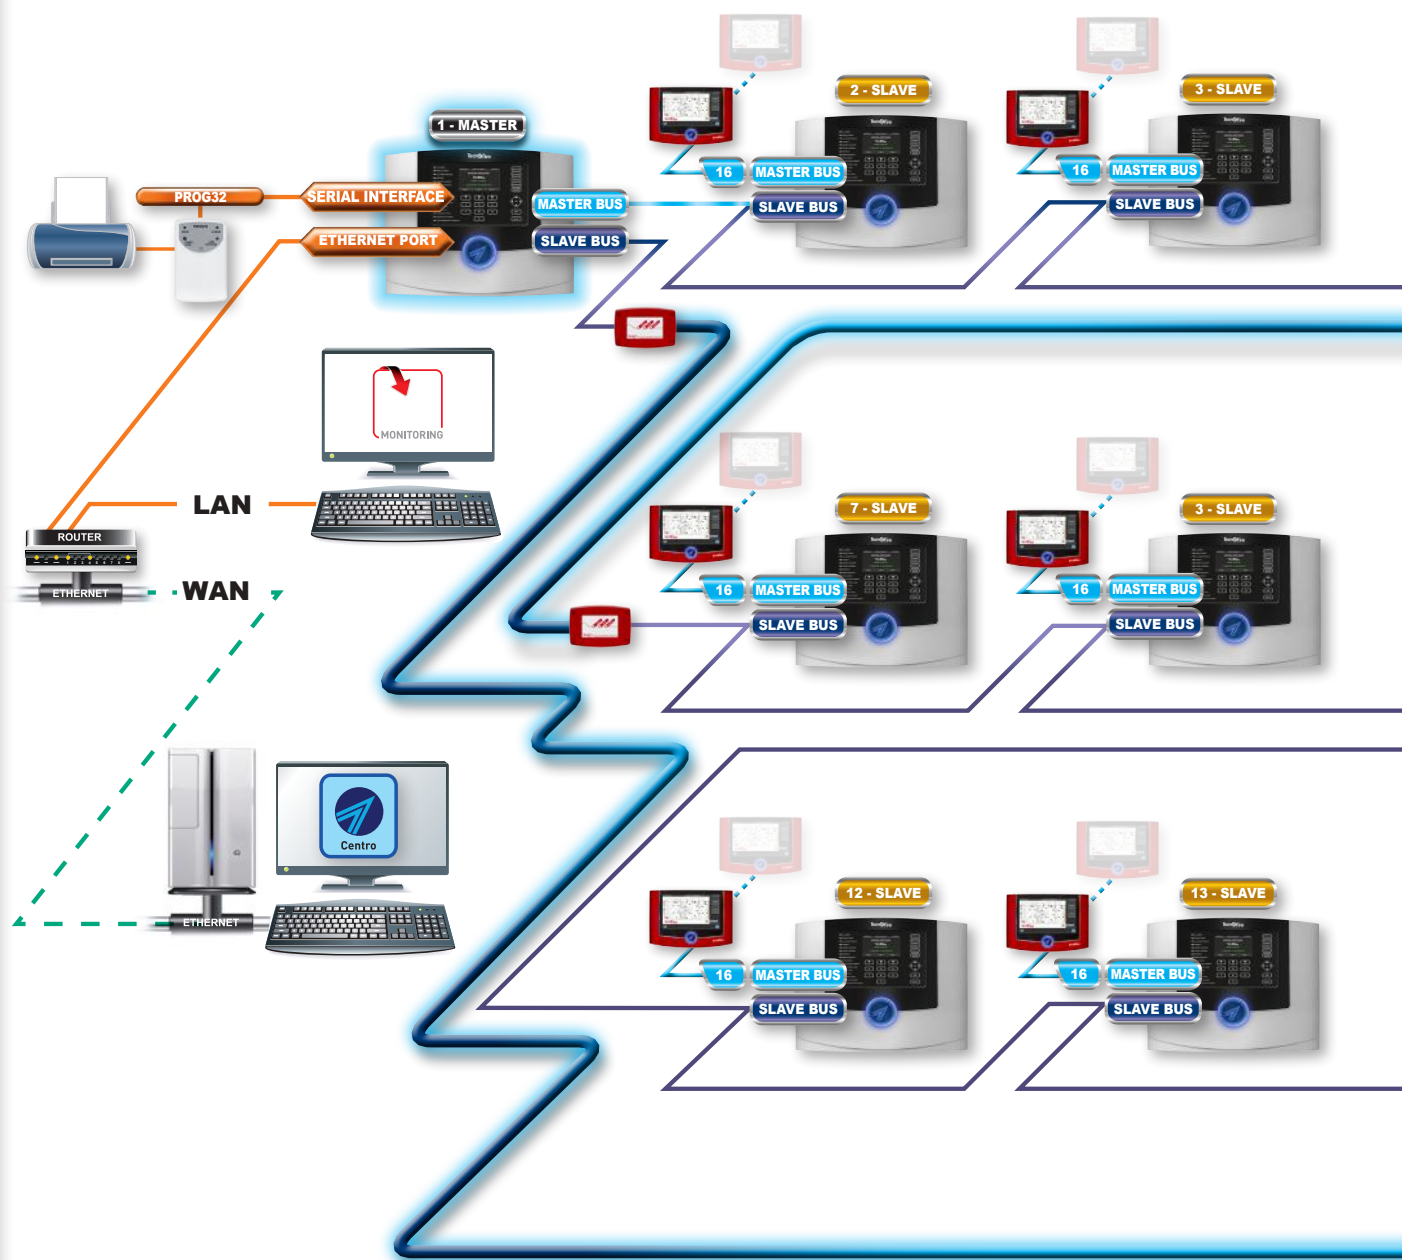 2 - SLAVE
3 - SLAVE
1 - MASTER
16
MASTER BUS
16
MASTER BUS
PROG32
SERIAL INTERFACE
MASTER BUS
SLAVE BUS
SLAVE BUS
ETHERNET PORT
SLAVE BUS
MONITORING
LAN
7 - SLAVE
3 - SLAVE
ROUTER
ETHERNET
WAN
16
MASTER BUS
16
MASTER BUS
SLAVE BUS
SLAVE BUS
Centro
12 - SLAVE
13 - SLAVE
ETHERNET
16
MASTER BUS
16
MASTER BUS
SLAVE BUS
SLAVE BUS